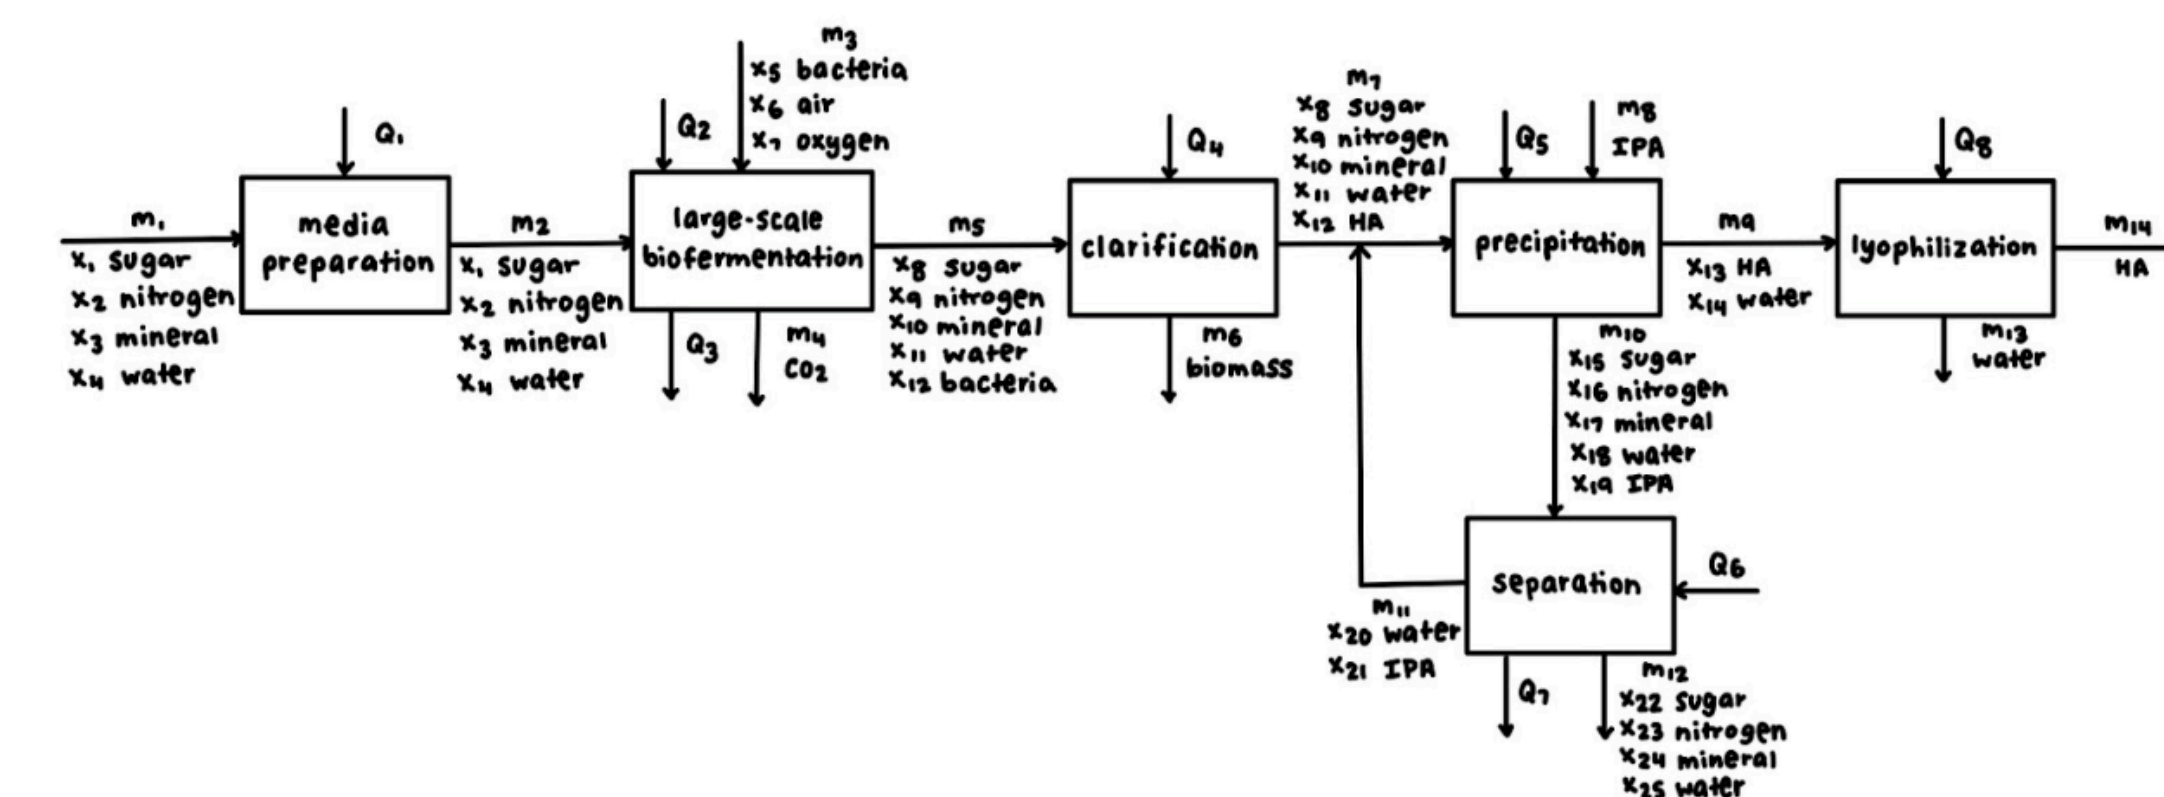 Q1
m1
x1 sugar
x2 nitrogen
x3 mineral
x4 water
media
preparation
m2
x1 sugar
x2 nitrogen
x3 mineral
x4 water
Q2
m3
x5 bacteria
x6 air
x7 oxygen
large-scale
biofermentation
Q3
m4
CO2
m5
x8 sugar
x9 nitrogen
x10 mineral
x11 water
x12 bacteria
Q4
clarification
m6
biomass
m7
x8 sugar
x9 nitrogen
x10 mineral
x11 water
x12 HA
Q5
m8
IPA
precipitation
m9
x13 HA
x14 water
m10
x15 sugar
x16 nitrogen
x17 mineral
x18 water
x19 IPA
Q8
lyophilization
m13
water
m14
HA
separation
Q6
m11
x20 water
x21 IPA
Q7
m12
x22 sugar
x23 nitrogen
x24 mineral
x25 water